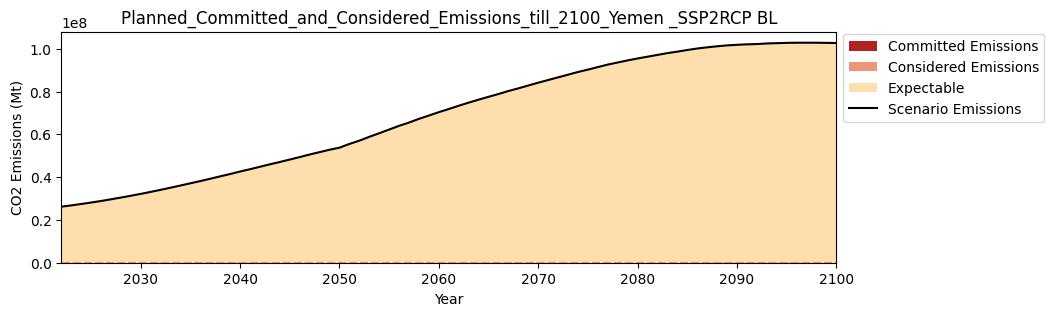 Planned_Committed_and_Considered_Emissions_till_2100_Yemen _SSP2RCP BL
1e8
1.0
0.8
0.6
0.4
0.2
0.0
CO2 Emissions (Mt)
2030 2040 2050 2060 2070 2080 2090 2100
Year
Committed Emissions
Considered Emissions
Expectable
Scenario Emissions